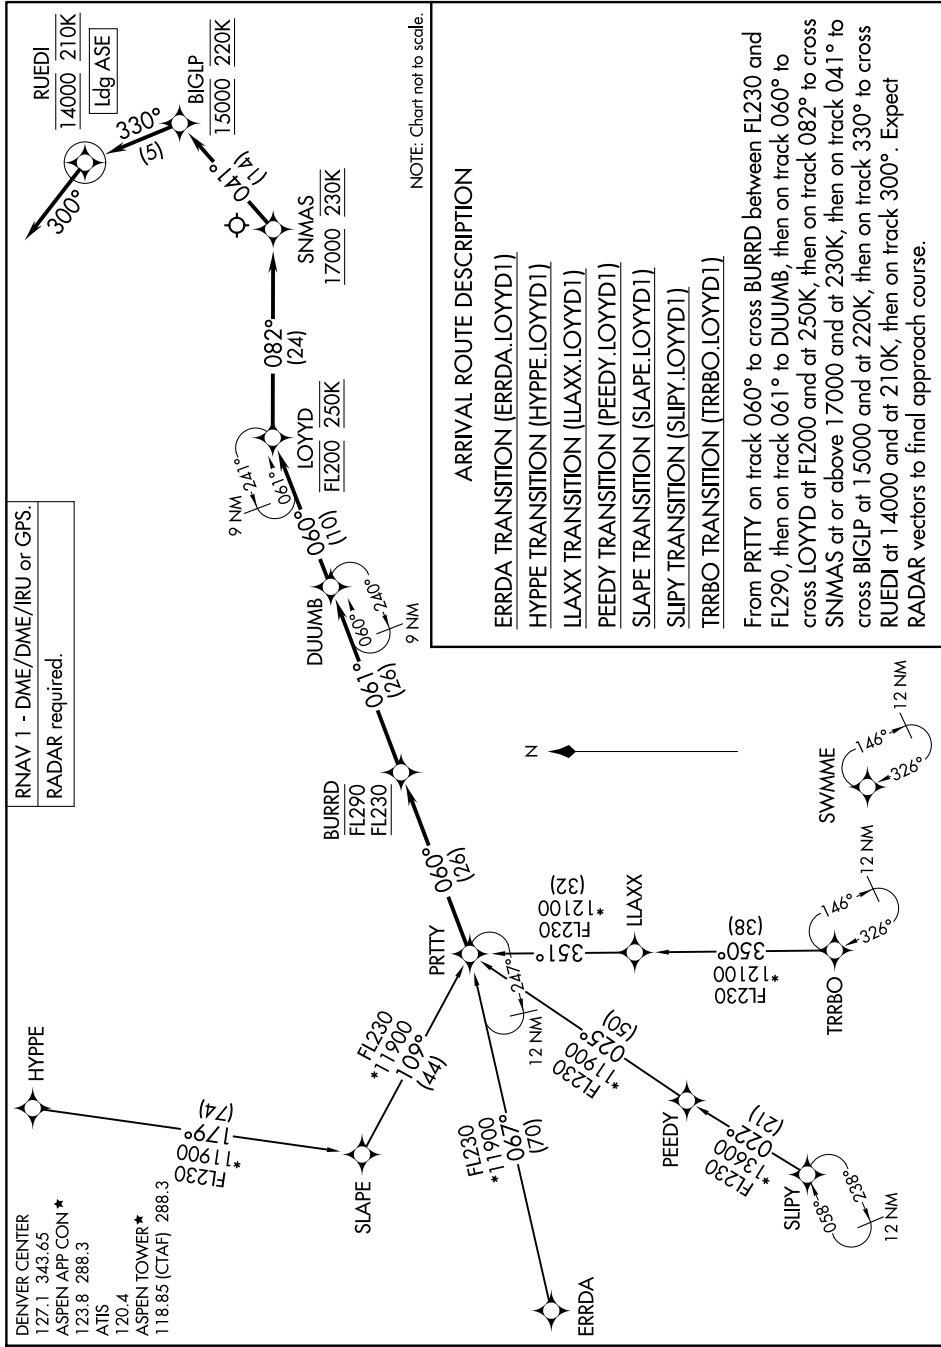 DENVER CENTER
127.1 343.65
ASPEN APP CON★
123.8 288.3
ATIS
120.4
ASPEN TOWER★
118.85 (CTAF) 288.3
RNAV 1 - DME/DME/IRU or GPS.
RADAR required.
HYPPE
FL230
*11900
179°
(74)
SLAPE
FL230
*11900
109°
(44)
ERRDA
FL230
*11900
067°
(70)
SLIPY
058°
238°
12 NM
FL230
*13600
022°
(21)
PEEDY
FL230
*11900
025°
(50)
TRRBO
146°
326°
12 NM
FL230
*12100
350°
(38)
LLAXX
FL230
*12100
351°
(32)
SWMME
146°
326°
12 NM
PRTTY
247°
12 NM
060°
(26)
BURRD
FL290
FL230
061°
(26)
DUUMB
060°
240°
9 NM
060°
(10)
LOYYD
FL200 250K
241°
061°
9 NM
082°
(24)
SNMAS
17000 230K
041°
(14)
BIGLP
15000 220K
330°
(5)
RUEDI
14000 210K
Ldg ASE
300°
N
NOTE: Chart not to scale.
ARRIVAL ROUTE DESCRIPTION
ERRDA TRANSITION (ERRDA.LOYYD1)
HYPPE TRANSITION (HYPPE.LOYYD1)
LLAXX TRANSITION (LLAXX.LOYYD1)
PEEDY TRANSITION (PEEDY.LOYYD1)
SLAPE TRANSITION (SLAPE.LOYYD1)
SLIPY TRANSITION (SLIPY.LOYYD1)
TRRBO TRANSITION (TRRBO.LOYYD1)
From PRTTY on track 060° to cross BURRD between FL230 and
FL290, then on track 061° to DUUMB, then on track 060° to
cross LOYYD at FL200 and at 250K, then on track 082° to cross
SNMAS at or above 17000 and at 230K, then on track 041° to
cross BIGLP at 15000 and at 220K, then on track 330° to cross
RUEDI at 14000 and at 210K, then on track 300°. Expect
RADAR vectors to final approach course.